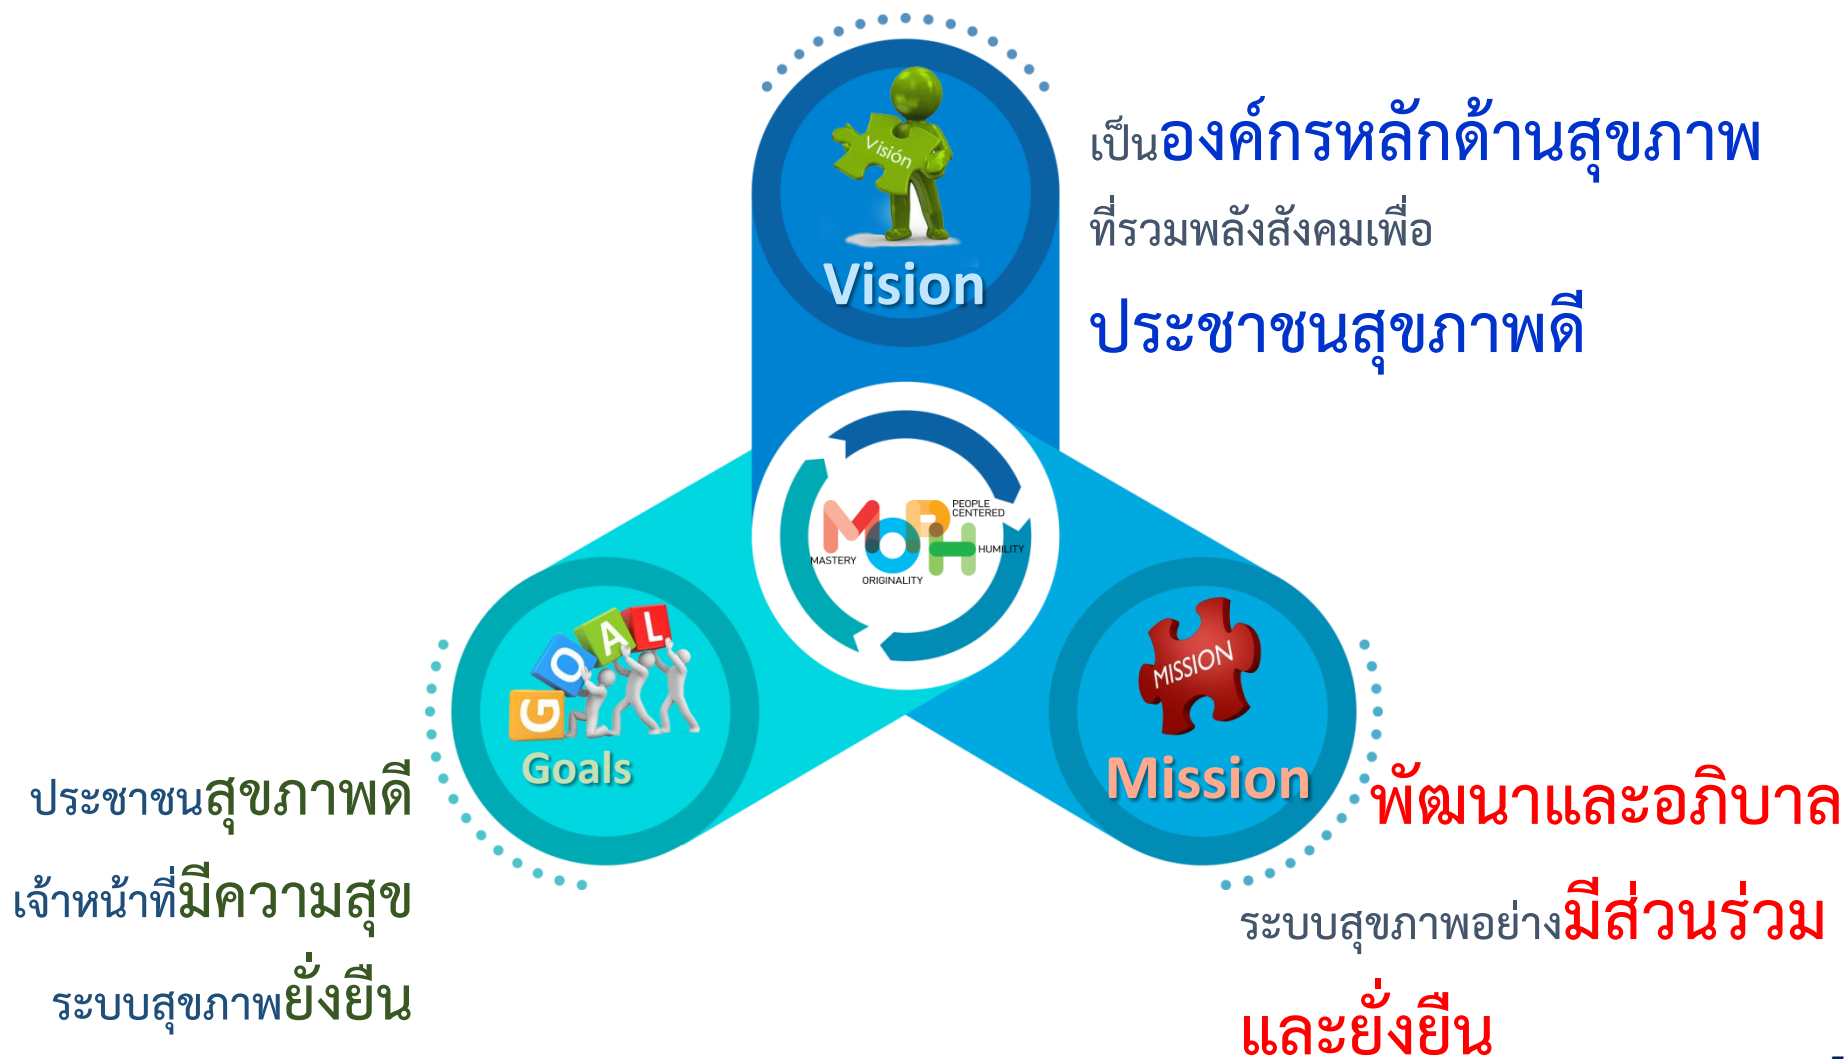 Visión
Vision
เป็นองค์กรหลักด้านสุขภาพ
ที่รวมพลังสังคมเพื่อ
ประชาชนสุขภาพดี
MOPH
PEOPLE
CENTERED
HUMILITY
MASTERY
ORIGINALITY
GOAL
Goals
ประชาชนสุขภาพดี
เจ้าหน้าที่มีความสุข
ระบบสุขภาพยั่งยืน
MISSION
Mission
พัฒนาและอภิบาล
ระบบสุขภาพอย่างมีส่วนร่วม
และยั่งยืน